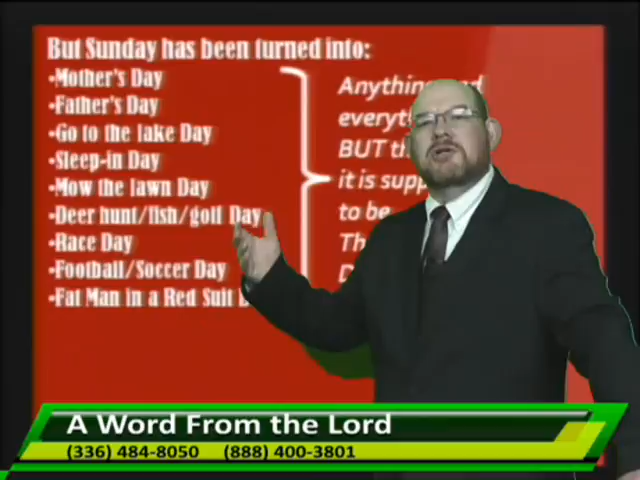 But Sunday has been turned into:
•Mother's Day
•Father's Day
•Go to the lake Day
•Sleep-in Day
•Mow the lawn Day
•Deer hunt/fish/golf Day
•Race Day
•Football/Soccer Day
•Fat Man in a Red Suit
Anything
BUT
it is
to be
A Word From the Lord
(336) 484-8050 (888) 400-3801